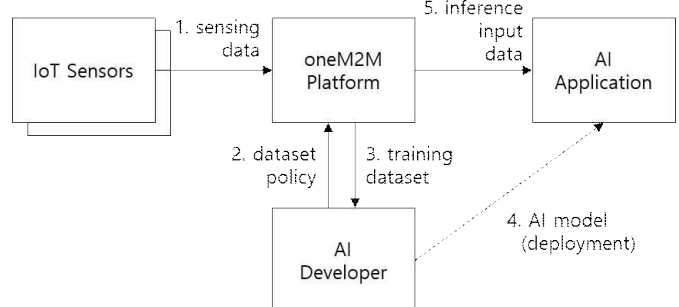 5. inference
input
data
1. sensing
data
IoT Sensors
oneM2M
Platform
AI
Application
2. dataset
policy
3. training
dataset
4. AI model
(deployment)
AI
Developer